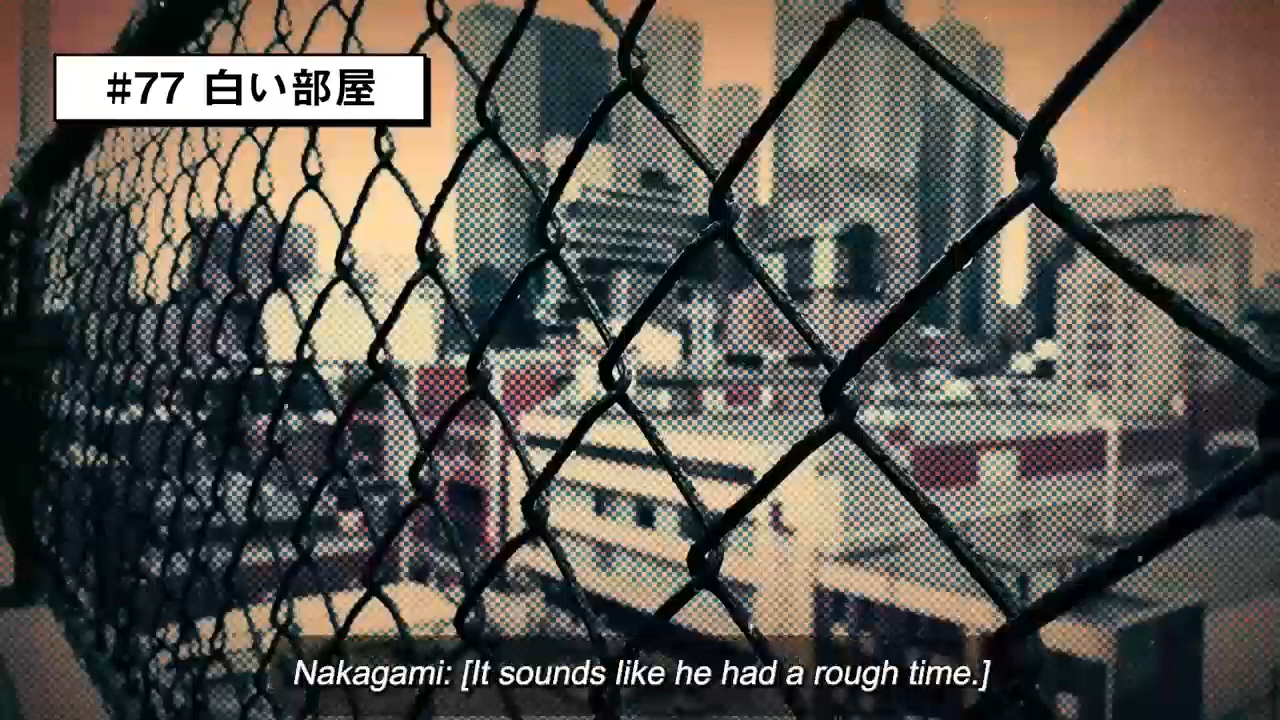 #77 白い部屋
Nakagami: [It sounds like he had a rough time.]